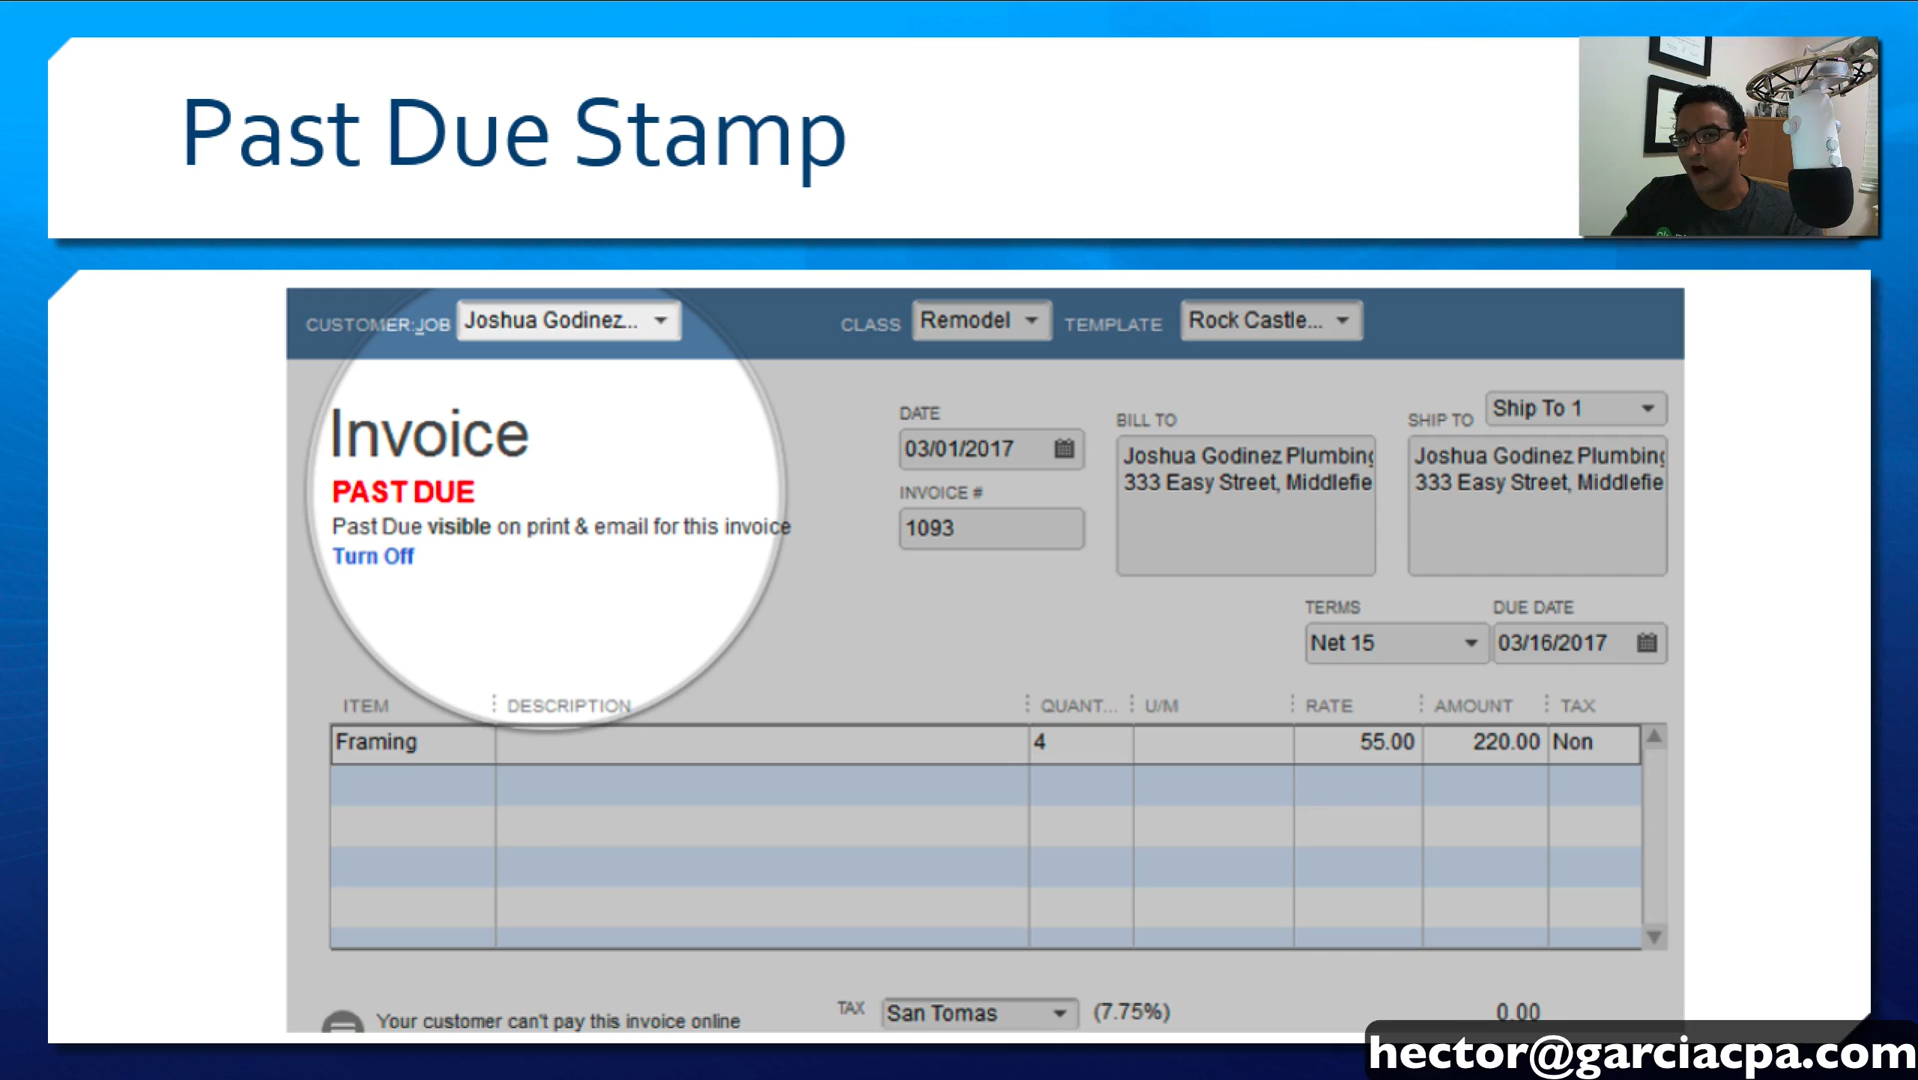 Past Due Stamp
CUSTOMER:JOB Joshua Godinez... CLASS Remodel TEMPLATE Rock Castle...
Invoice
PAST DUE
Past Due visible on print & email for this invoice
Turn Off
DATE
03/01/2017
INVOICE #
1093
BILL TO
Joshua Godinez Plumbing
333 Easy Street, Middlefie
SHIP TO Ship To 1
Joshua Godinez Plumbing
333 Easy Street, Middlefie
TERMS DUE DATE
Net 15 03/16/2017
ITEM DESCRIPTION QUANT... U/M RATE AMOUNT TAX
Framing 4 55.00 220.00 Non
Your customer can't pay this invoice online
TAX San Tomas (7.75%) 0.00
hector@garciacpa.com